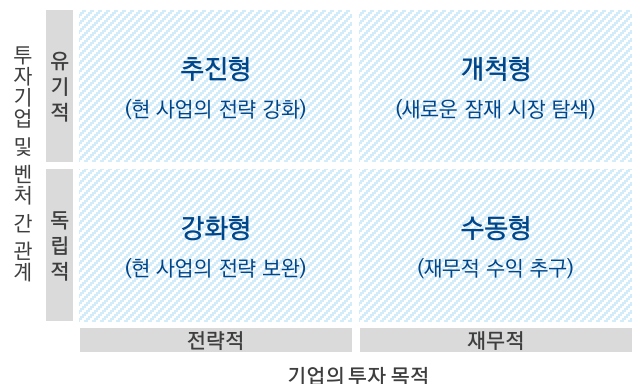 투자기업 및 벤처 간 관계
유기적
추진형
(현 사업의 전략 강화)
개척형
(새로운 잠재 시장 탐색)
독립적
강화형
(현 사업의 전략 보완)
수동형
(재무적 수익 추구)
전략적
재무적
기업의 투자 목적